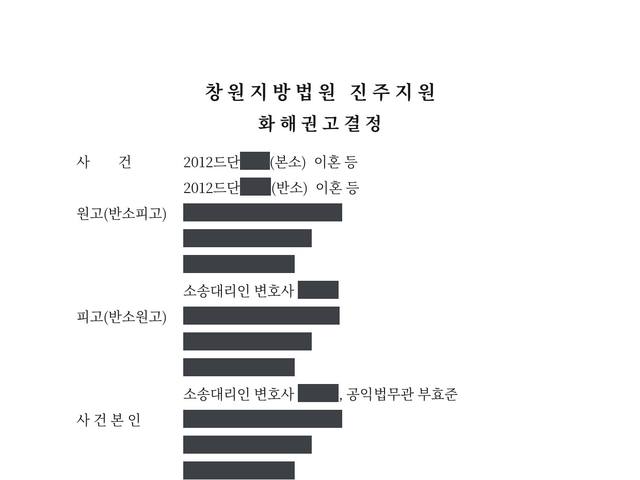 창원지방법원 진주지원
화해권고결정
사 건 2012드단 (본소) 이혼 등
2012드단 (반소) 이혼 등
원고(반소피고)
소송대리인 변호사
피고(반소원고)
소송대리인 변호사 , 공익법무관 부효준
사건본인